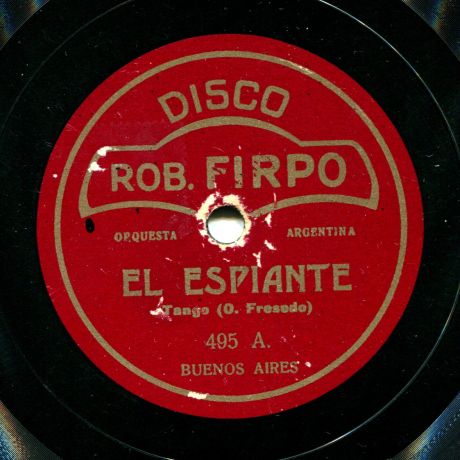 DISCO
ROB. FIRPO
ORQUESTA ARGENTINA
EL ESPIANTE
Tango (O. Fresedo)
495 A.
BUENOS AIRES